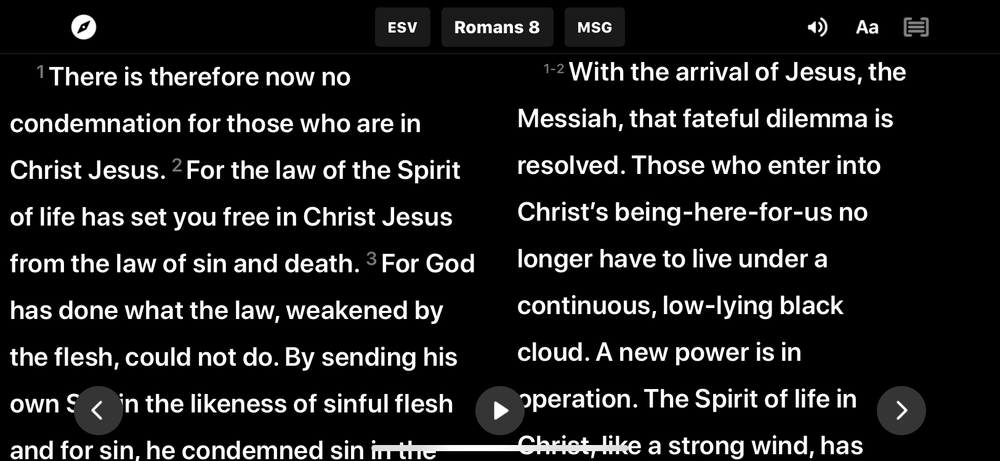 ESV Romans 8 MSG Aa
1 There is therefore now no
condemnation for those who are in
Christ Jesus. 2 For the law of the Spirit
of life has set you free in Christ Jesus
from the law of sin and death. 3 For God
has done what the law, weakened by
the flesh, could not do. By sending his
own in the likeness of sinful flesh
and for sin, he condemned sin in the
1-2 With the arrival of Jesus, the
Messiah, that fateful dilemma is
resolved. Those who enter into
Christ’s being-here-for-us no
longer have to live under a
continuous, low-lying black
cloud. A new power is in
operation. The Spirit of life in
Christ, like a strong wind, has